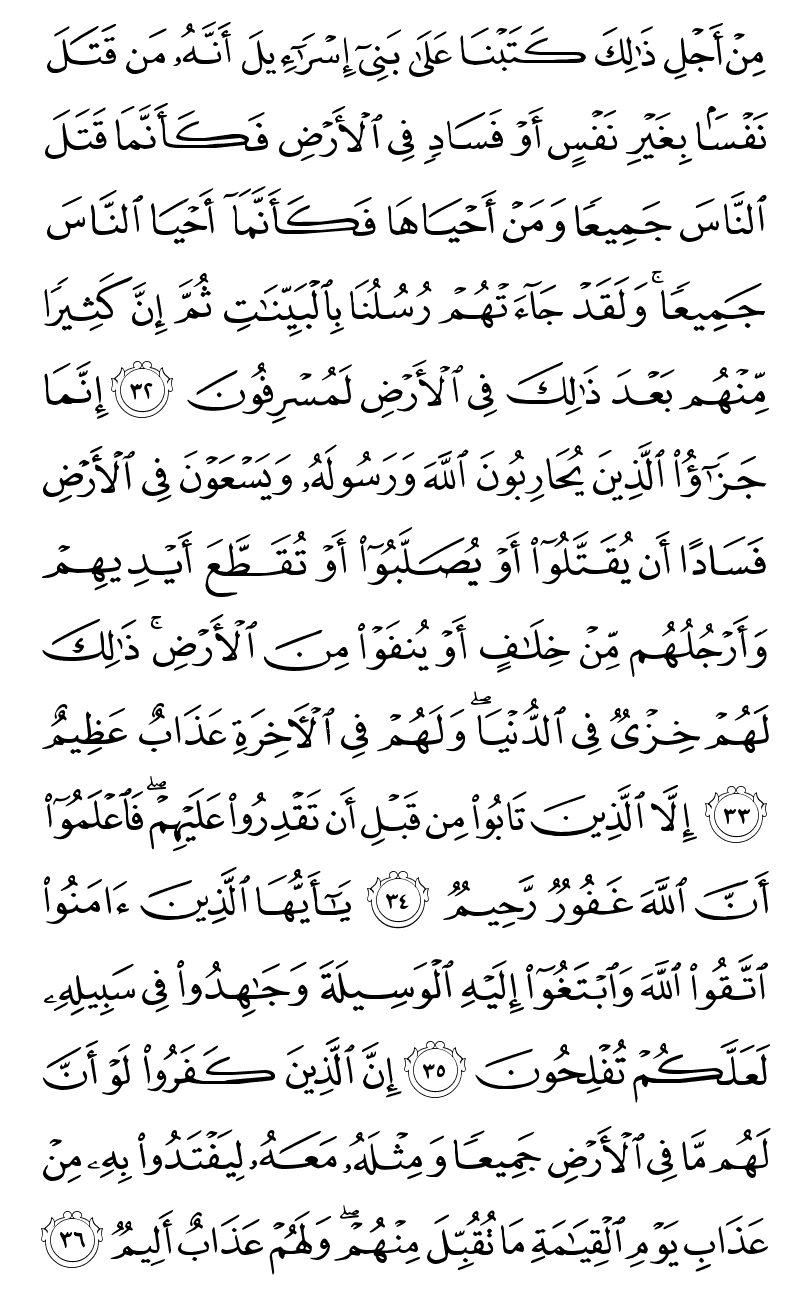 مِنۡ أَجۡلِ ذَٰلِكَ كَتَبۡنَا عَلَىٰ بَنِيٓ إِسۡرَـٰٓءِيلَ أَنَّهُۥ مَن قَتَلَ
نَفۡسَۢا بِغَيۡرِ نَفۡسٍ أَوۡ فَسَادٖ فِي ٱلۡأَرۡضِ فَكَأَنَّمَا قَتَلَ
ٱلنَّاسَ جَمِيعٗا وَمَنۡ أَحۡيَاهَا فَكَأَنَّمَآ أَحۡيَا ٱلنَّاسَ
جَمِيعٗاۚ وَلَقَدۡ جَآءَتۡهُمۡ رُسُلُنَا بِٱلۡبَيِّنَٰتِ ثُمَّ إِنَّ كَثِيرٗا
مِّنۡهُم بَعۡدَ ذَٰلِكَ فِي ٱلۡأَرۡضِ لَمُسۡرِفُونَ ٣٢ إِنَّمَا
جَزَـٰٓؤُاْ ٱلَّذِينَ يُحَارِبُونَ ٱللَّهَ وَرَسُولَهُۥ وَيَسۡعَوۡنَ فِي ٱلۡأَرۡضِ
فَسَادًا أَن يُقَتَّلُوٓاْ أَوۡ يُصَلَّبُوٓاْ أَوۡ تُقَطَّعَ أَيۡدِيهِمۡ
وَأَرۡجُلُهُم مِّنۡ خِلَٰفٍ أَوۡ يُنفَوۡاْ مِنَ ٱلۡأَرۡضِۚ ذَٰلِكَ
لَهُمۡ خِزۡيٞ فِي ٱلدُّنۡيَاۖ وَلَهُمۡ فِي ٱلۡأٓخِرَةِ عَذَابٌ عَظِيمٌ
٣٣ إِلَّا ٱلَّذِينَ تَابُواْ مِن قَبۡلِ أَن تَقۡدِرُواْ عَلَيۡهِمۡۖ فَٱعۡلَمُوٓاْ
أَنَّ ٱللَّهَ غَفُورٞ رَّحِيمٞ ٣٤ يَـٰٓأَيُّهَا ٱلَّذِينَ ءَامَنُواْ
ٱتَّقُواْ ٱللَّهَ وَٱبۡتَغُوٓاْ إِلَيۡهِ ٱلۡوَسِيلَةَ وَجَٰهِدُواْ فِي سَبِيلِهِۦ
لَعَلَّكُمۡ تُفۡلِحُونَ ٣٥ إِنَّ ٱلَّذِينَ كَفَرُواْ لَوۡ أَنَّ
لَهُم مَّا فِي ٱلۡأَرۡضِ جَمِيعٗا وَمِثۡلَهُۥ مَعَهُۥ لِيَفۡتَدُواْ بِهِۦ مِنۡ
عَذَابِ يَوۡمِ ٱلۡقِيَٰمَةِ مَا تُقُبِّلَ مِنۡهُمۡۖ وَلَهُمۡ عَذَابٌ أَلِيمٞ ٣٦